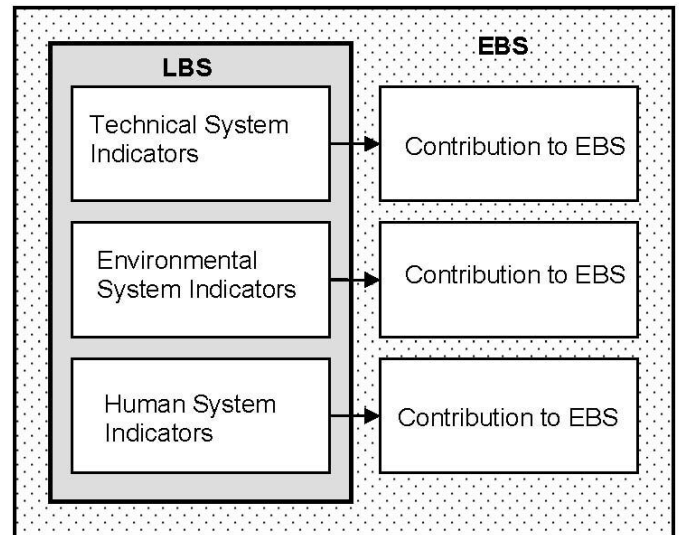 LBS
EBS
Technical System
Indicators
Contribution to EBS
Environmental
System Indicators
Contribution to EBS
Human System
Indicators
Contribution to EBS